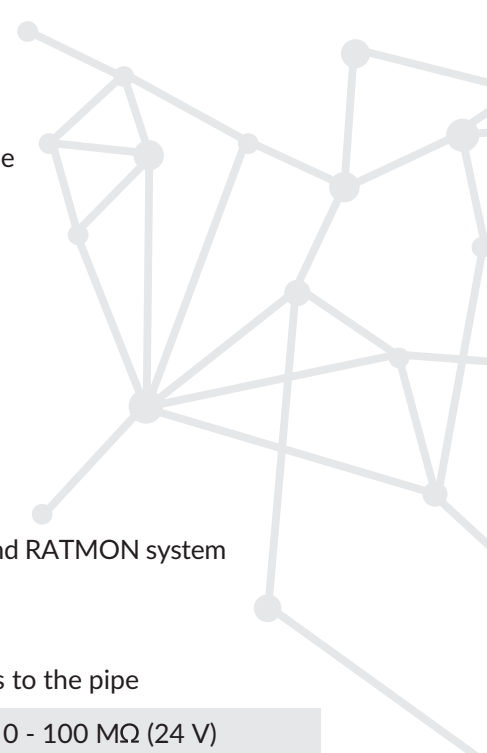 e
nd RATMON system
s to the pipe
0 - 100 MΩ (24 V)